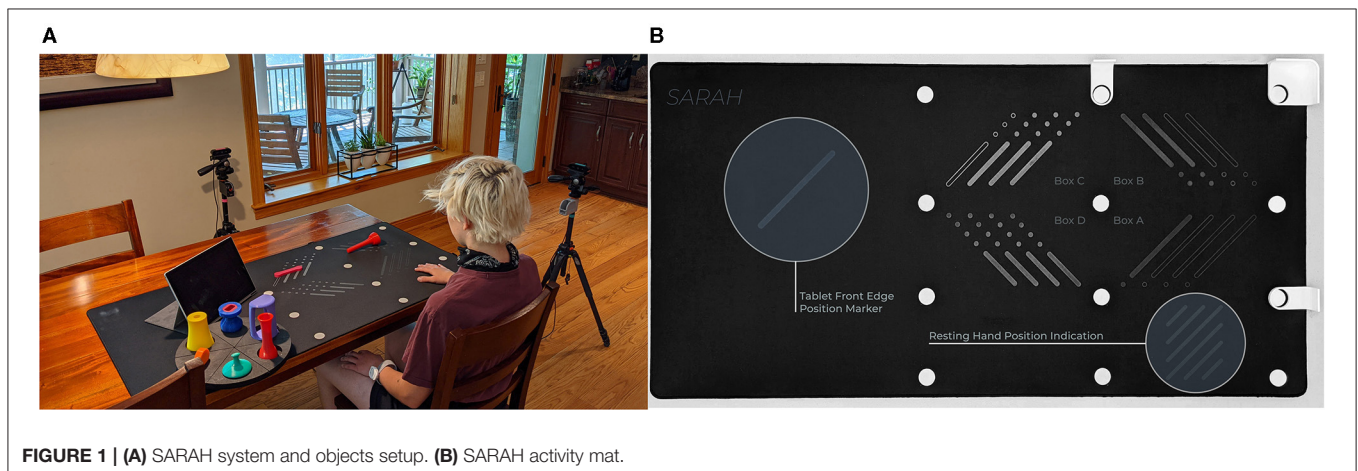 A
B
SARAH
Box C
Box B
Box D
Box A
Tablet Front Edge
Position Marker
Resting Hand Position Indication
FIGURE 1 | (A) SARAH system and objects setup. (B) SARAH activity mat.